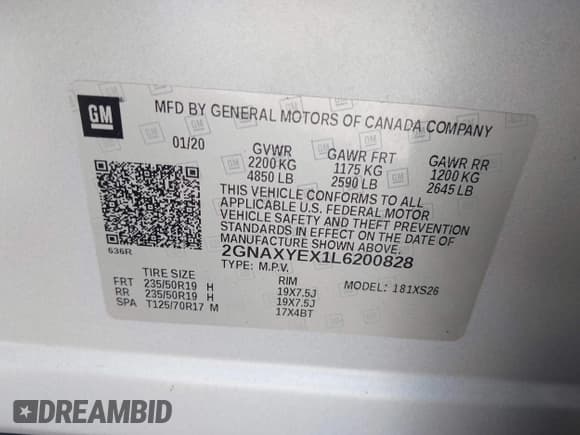 GM
MFD BY GENERAL MOTORS OF CANADA COMPANY
01/20
GVWR GAWR FRT GAWR RR
2200 KG 1175 KG 1200 KG
4850 LB 2590 LB 2645 LB
THIS VEHICLE CONFORMS TO ALL
APPLICABLE U.S. FEDERAL MOTOR
VEHICLE SAFETY AND THEFT PREVENTION
STANDARDS IN EFFECT ON THE DATE OF
MANUFACTURE SHOWN ABOVE.
2GNAXYEX1L6200828
TYPE: M.P.V. MODEL: 181XS26
636R
TIRE SIZE RIM
FRT 235/50R19 H 19X7.5J
RR 235/50R19 H 19X7.5J
SPA T125/70R17 M 17X4BT
DREAMBID